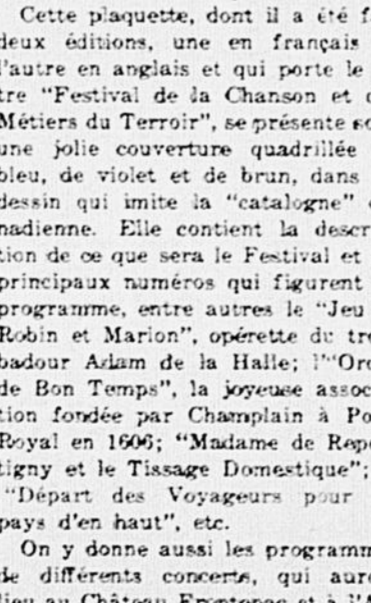 Cette plaquette, dont il a été f
deux éditions, une en français
l'autre en anglais et qui porte le
tre "Festival de la Chanson et d
Métiers du Terroir", se présente so
une jolie couverture quadrillée
bleu, de violet et de brun, dans
dessin qui imite la "catalogne" c
nadienne. Elle contient la descr
tion de ce que sera le Festival et
principaux numéros qui figurent
programme, entre autres le "Jeu
Robin et Marion", opérette du tro
badour Adam de la Halle; l'"Ord
de Bon Temps", la joyeuse assoc
tion fondée par Champlain à Po
Royal en 1606; "Madame de Repe
tigny et le Tissage Domestique";
"Départ des Voyageurs pour
pays d'en haut", etc.
On y donne aussi les programm
de différents concerts, qui auro
lieu au Château Frontenac et à l'A